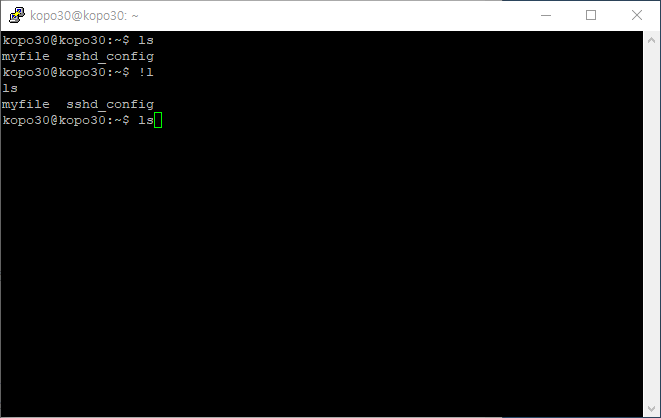 kopo30@kopo30: ~
kopo30@kopo30:~$ ls
myfile  sshd_config
kopo30@kopo30:~$ !l
ls
myfile  sshd_config
kopo30@kopo30:~$ ls